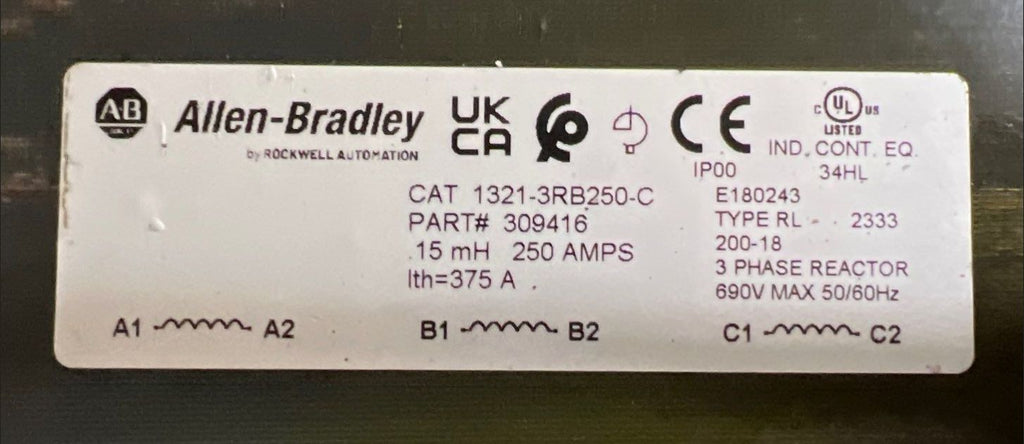 AB
Allen-Bradley
by ROCKWELL AUTOMATION
UK
CA
CE
C UL US
LISTED
IND. CONT. EQ.
IP00 34HL
CAT 1321-3RB250-C
PART# 309416
.15 mH 250 AMPS
Ith=375 A
E180243
TYPE RL - 2333
200-18
3 PHASE REACTOR
690V MAX 50/60Hz
A1 A2 B1 B2 C1 C2